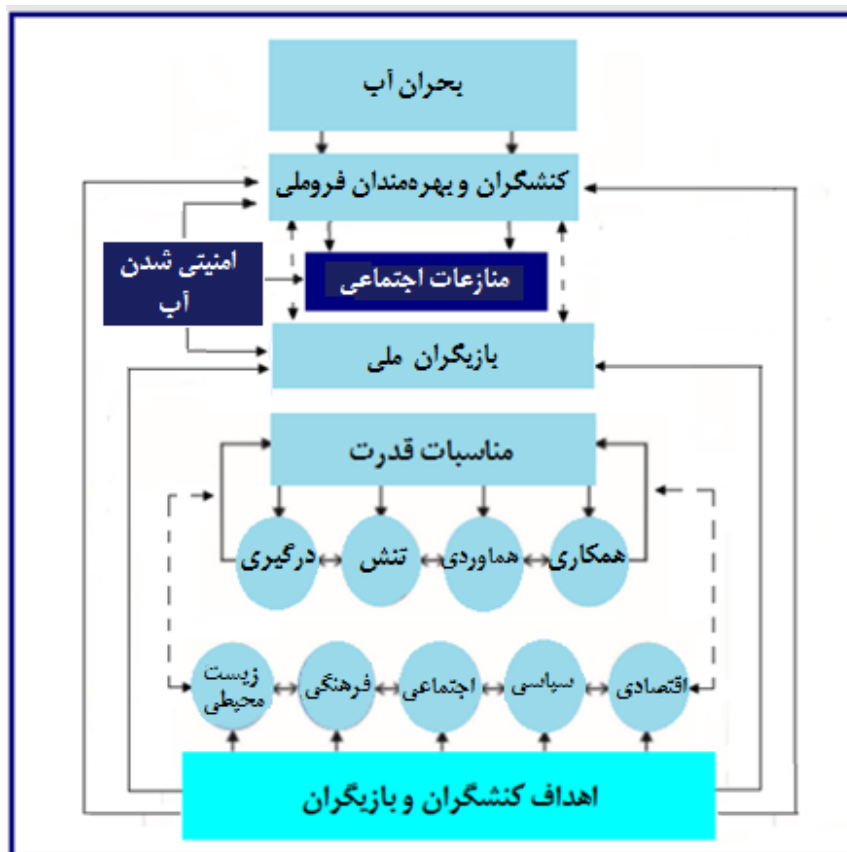 بحران آب
کنشگران و بهره‌مندان فروملی
امنیتی شدن
آب
منازعات اجتماعی
بازیگران ملی
مناسبات قدرت
همکاری
هماوردی
تنش
درگیری
اقتصادی
سیاسی
اجتماعی
فرهنگی
زیست
محیطی
اهداف کنشگران و بازیگران